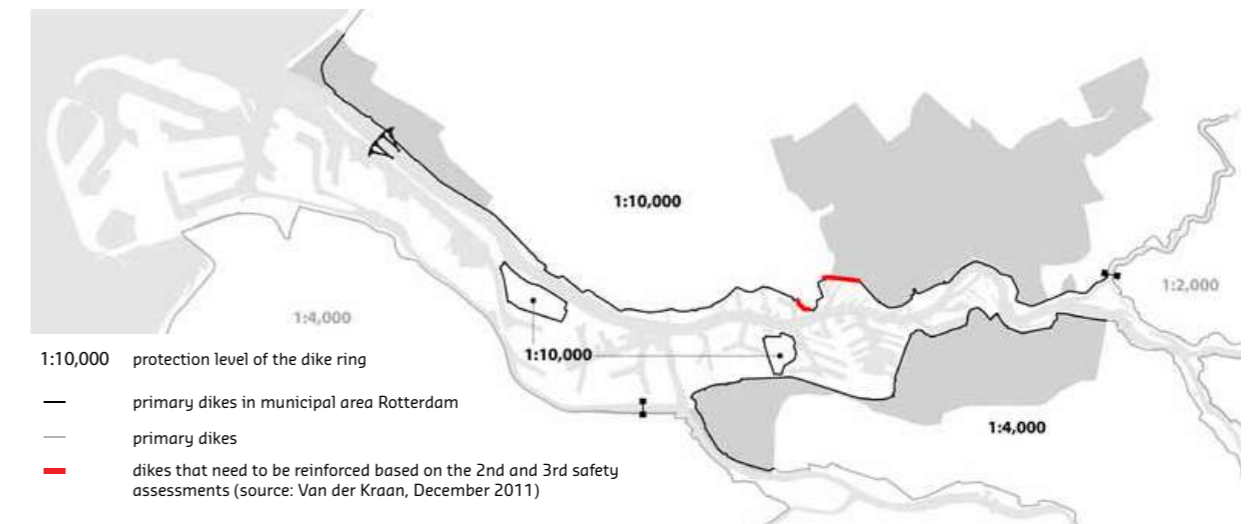 1:10,000
1:2,000
1:4,000
1:10,000
1:4,000
1:10,000 protection level of the dike ring
primary dikes in municipal area Rotterdam
primary dikes
dikes that need to be reinforced based on the 2nd and 3rd safety
assessments (source: Van der Kraan, December 2011)